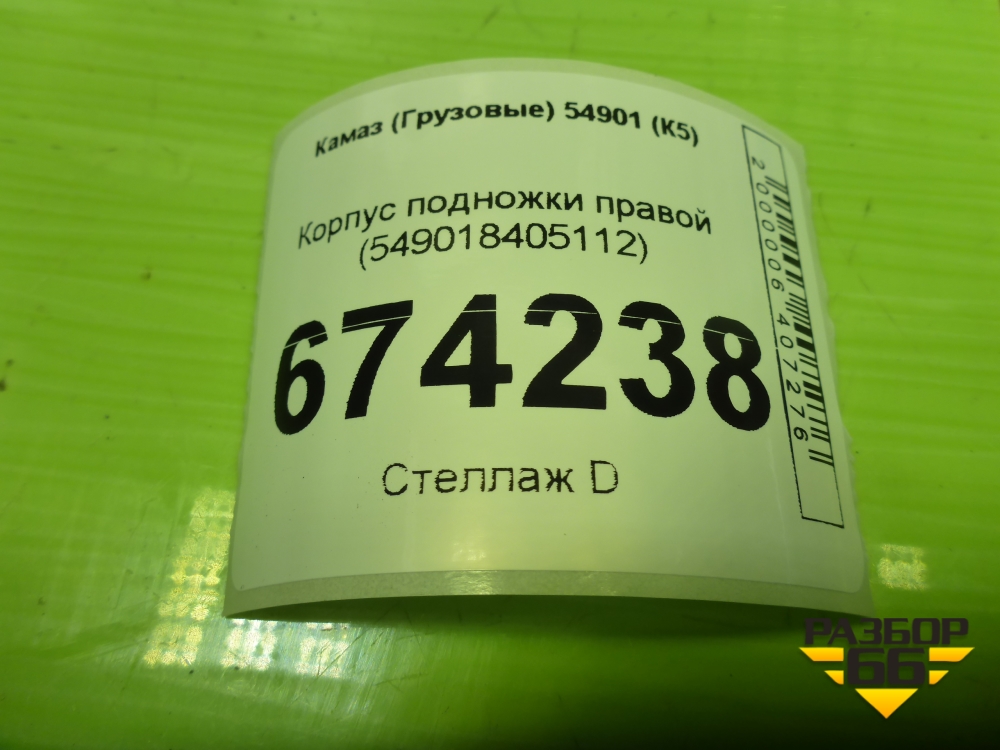 Камаз (Грузовые) 54901 (К5)
Корпус подножки правой
(549018405112)
674238
Стеллаж D
2000006407276
РАЗБОР
66